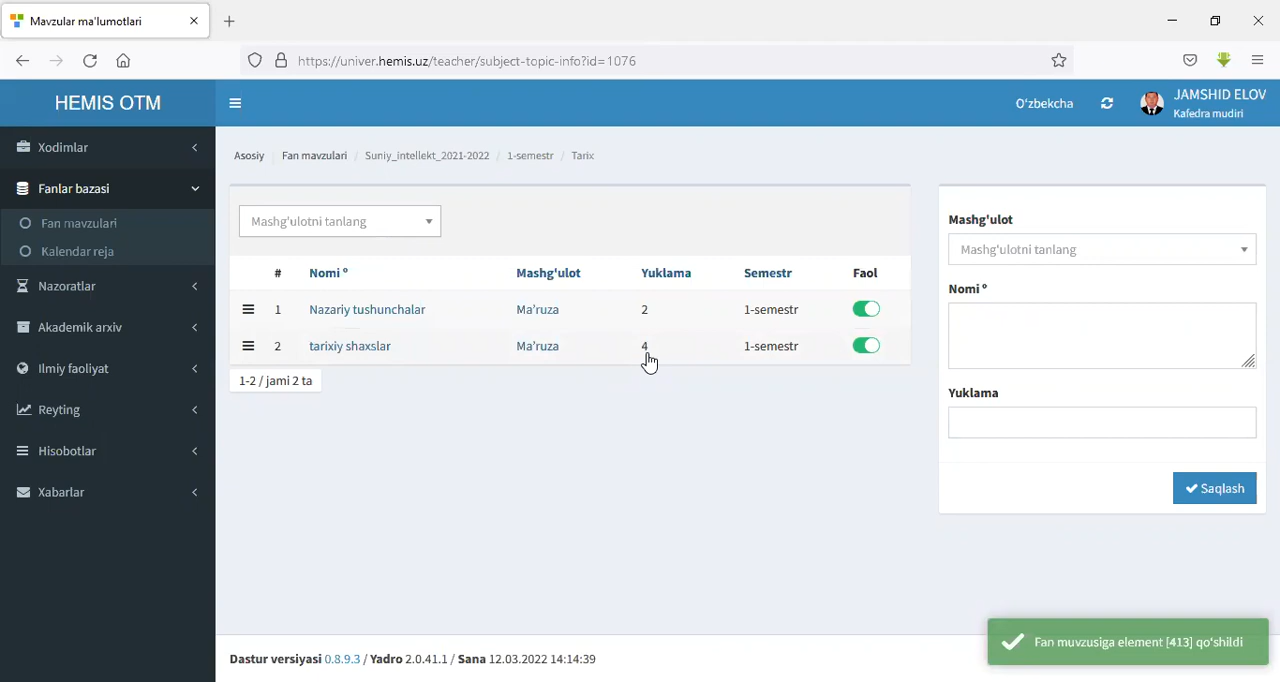 Mavzular ma'lumotlari
https://univer.hemis.uz/teacher/subject-topic-info?id=1076
HEMIS OTM
O'zbekcha
JAMSHID ELOV
Kafedra mudiri
Xodimlar
Fanlar bazasi
Fan mavzulari
Kalendar reja
Nazoratlar
Akademik arxiv
Ilmiy faoliyat
Reyting
Hisobotlar
Xabarlar
Asosiy / Fan mavzulari / Suniy_intellekt_2021-2022 / 1-semestr / Tarix
Mashg'ulotni tanlang
# Nomi º Mashg'ulot Yuklama Semestr Faol
1 Nazariy tushunchalar Ma’ruza 2 1-semestr
2 tarixiy shaxslar Ma’ruza 4 1-semestr
1-2 / jami 2 ta
Mashg'ulot
Mashg'ulotni tanlang
Nomi º
Yuklama
Saqlash
Fan muvzusiga element [413] qo‘shildi
Dastur versiyasi 0.8.9.3 / Yadro 2.0.41.1 / Sana 12.03.2022 14:14:39